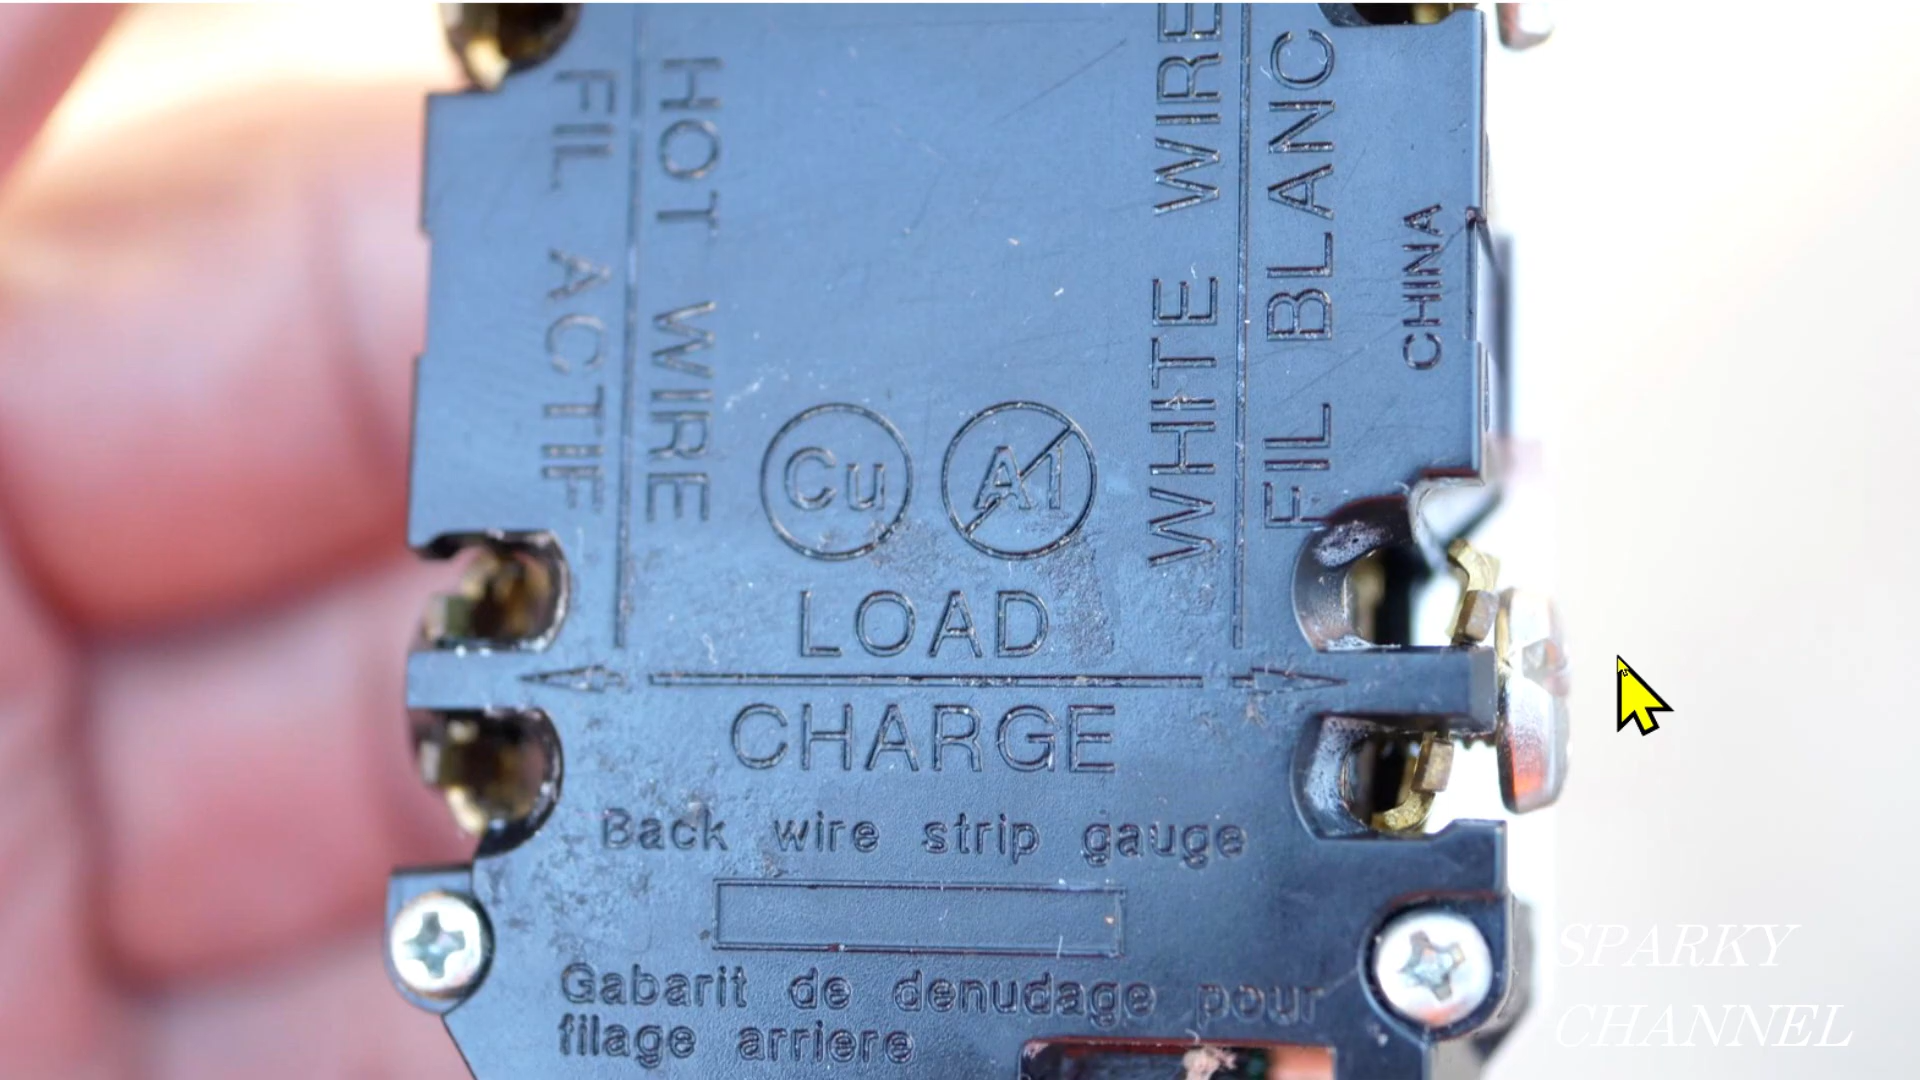 FIL ACTIF
HOT WIRE
WHITE WIRE
FIL BLANC
CHINA
Cu
Al
LOAD
CHARGE
Back wire strip gauge
Gabarit de denudage pour
filage arriere
SPARKY
CHANNEL